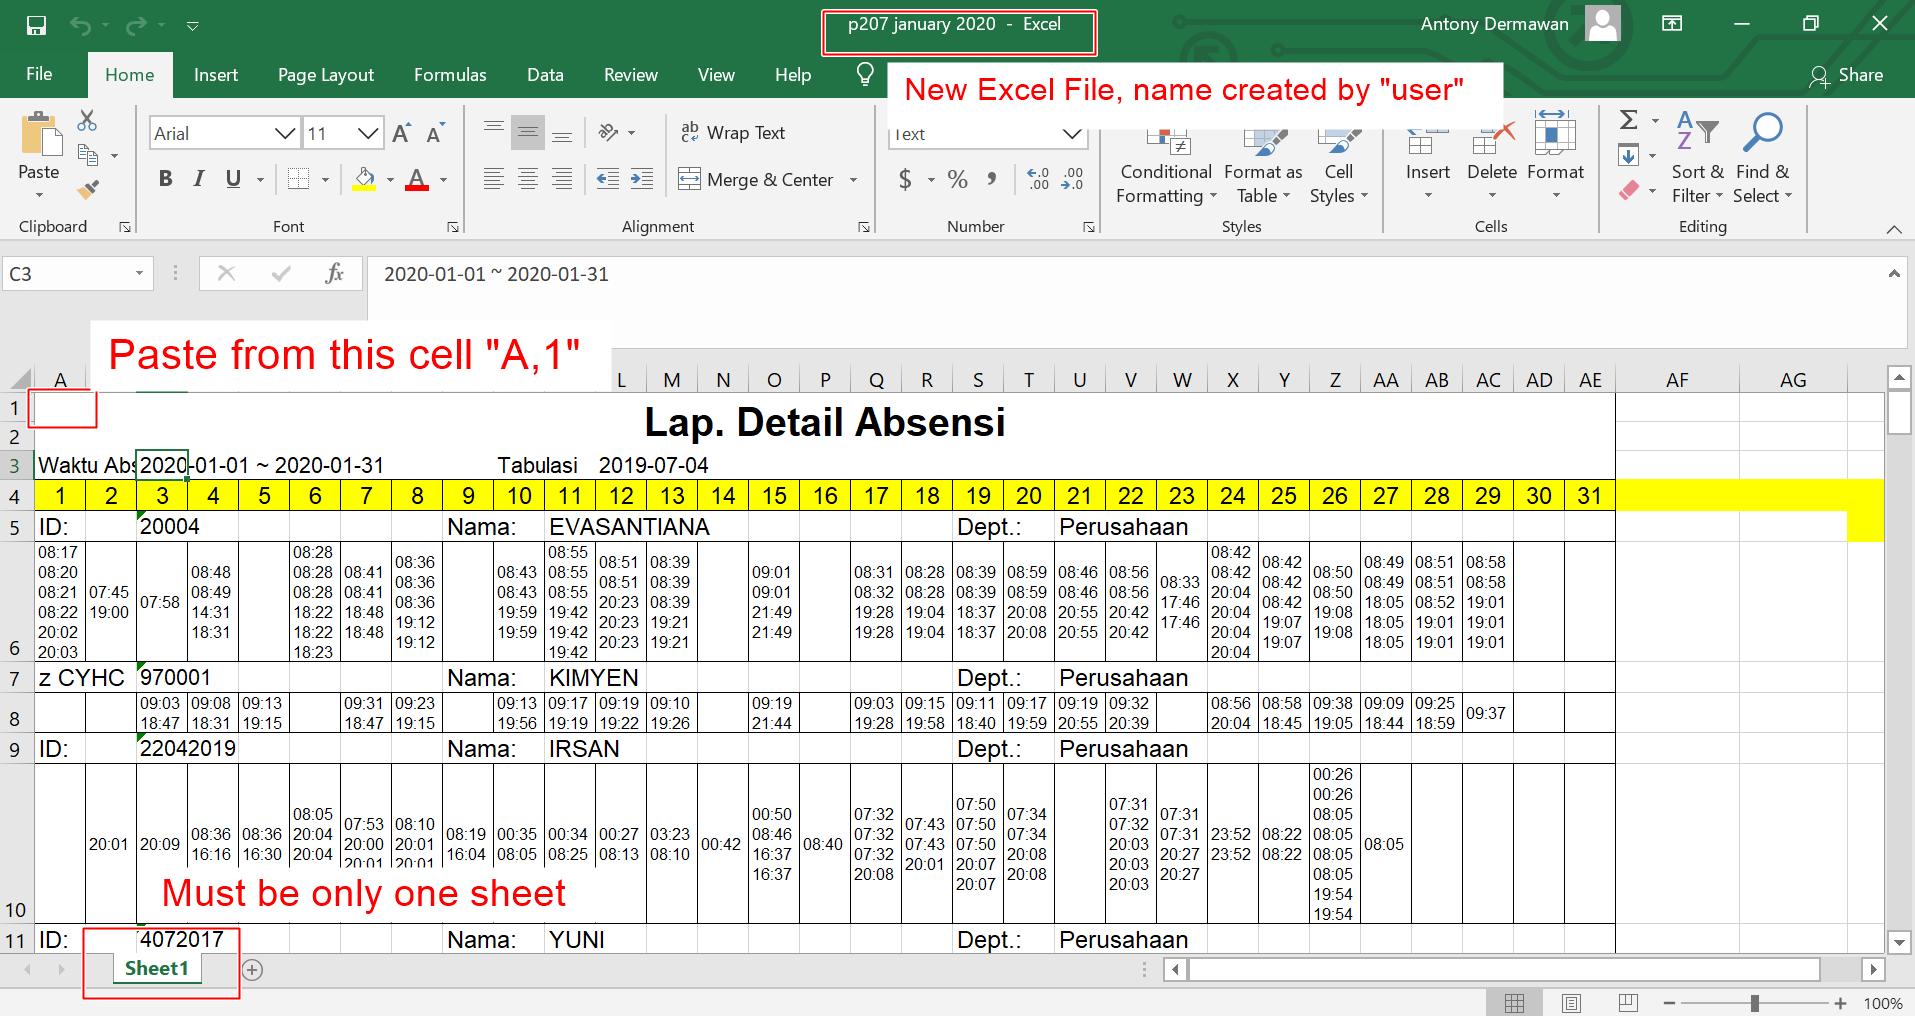 p207 january 2020 - Excel
Antony Dermawan
File Home Insert Page Layout Formulas Data Review View Help
Share
New Excel File, name created by "user"
Arial 11
ab Wrap Text
Text
Paste
B I U A
Merge & Center
$ % ,
Conditional Formatting
Format as Table
Cell Styles
Insert Delete Format
Sort & Filter
Find & Select
Clipboard Font Alignment Number Styles Cells Editing
C3
fx
2020-01-01 ~ 2020-01-31
Paste from this cell "A,1"
A L M N O P Q R S T U V W X Y Z AA AB AC AD AE AF AG
1
Lap. Detail Absensi
2
3 Waktu Abs 2020-01-01 ~ 2020-01-31 Tabulasi 2019-07-04
4 1 2 3 4 5 6 7 8 9 10 11 12 13 14 15 16 17 18 19 20 21 22 23 24 25 26 27 28 29 30 31
5 ID: 20004 Nama: EVASANTIANA Dept.: Perusahaan
6
08:17 08:20 08:21 08:22 20:02 20:03
07:45 19:00
07:58
08:48 08:49 14:31 18:31
08:28 08:28 08:28 18:22 18:22 18:23
08:41 08:41 18:48 18:48
08:36 08:36 08:36 19:12 19:12
08:43 08:43 19:59 19:59
08:55 08:55 08:55 19:42 19:42 19:42
08:51 08:51 20:23 20:23 20:23
08:39 08:39 08:39 19:21 19:21
09:01 09:01 21:49 21:49
08:31 08:32 19:28 19:28
08:28 08:28 19:04 19:04
08:39 08:39 18:37 18:37
08:59 08:59 20:08 20:08
08:46 08:46 20:55 20:55
08:56 08:56 20:42 20:42
08:33 17:46 17:46
08:42 08:42 20:04 20:04 20:04 20:04
08:42 08:42 08:42 19:07 19:07
08:50 08:50 19:08 19:08
08:49 08:49 18:05 18:05 18:05
08:51 08:51 08:52 19:01 19:01
08:58 08:58 19:01 19:01 19:01
7 z CYHC 970001 Nama: KIMYEN Dept.: Perusahaan
8
09:03 18:47
09:08 18:31
09:13 19:15
09:31 18:47
09:23 19:15
09:13 19:56
09:17 19:19
09:19 19:22
09:10 19:26
09:19 21:44
09:03 19:28
09:15 19:58
09:11 18:40
09:17 19:59
09:19 20:55
09:32 20:39
08:56 20:04
08:58 18:45
09:38 19:05
09:09 18:44
09:25 18:59
09:37
9 ID: 22042019 Nama: IRSAN Dept.: Perusahaan
10
20:01
20:09
08:36 16:16
08:36 16:30
08:05 20:04 20:04
07:53 20:00 20:01
08:10 20:01 20:01
08:19 16:04
00:35 08:05
00:34 08:25
00:27 08:13
03:23 08:10
00:42
00:50 08:46 16:37 16:37
08:40
07:32 07:32 07:32 20:08
07:43 07:43 20:01
07:50 07:50 07:50 20:07 20:07
07:34 07:34 20:08 20:08
07:31 07:32 20:03 20:03 20:03
07:31 07:31 20:27 20:27
23:52 23:52
08:22 08:22
00:26 00:26 08:05 08:05 08:05 08:05 19:54 19:54
08:05
Must be only one sheet
11 ID: 4072017 Nama: YUNI Dept.: Perusahaan
Sheet1
100%